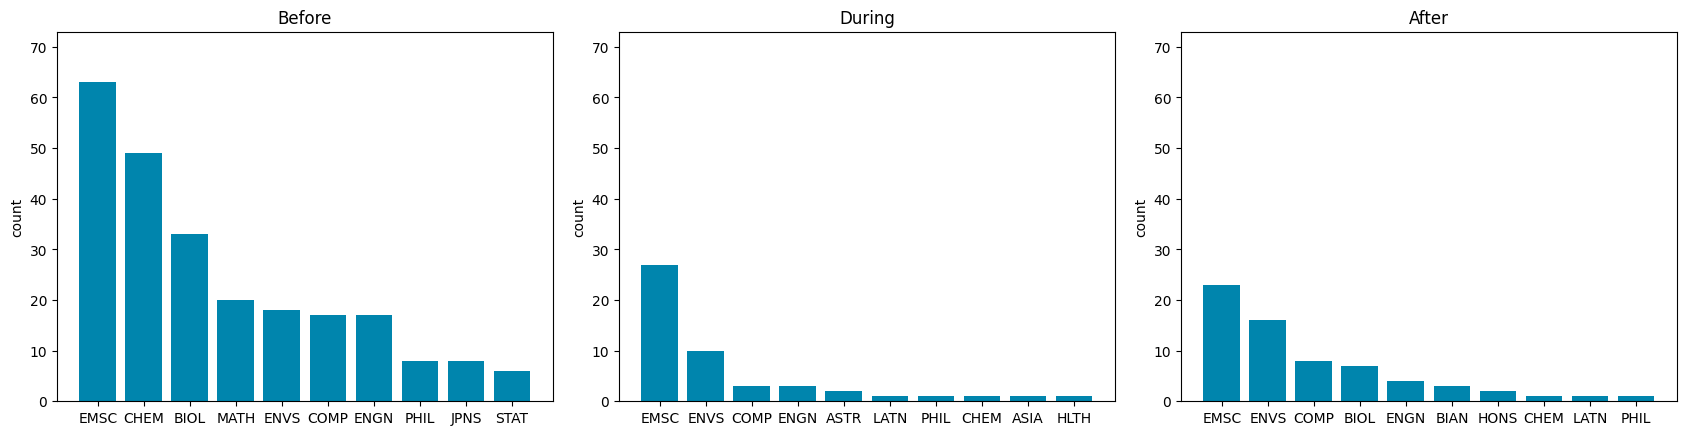 Before
70
60
50
40
30
20
10
0
count
EMSC CHEM BIOL MATH ENVS COMP ENGN PHIL JPNS STAT
During
70
60
50
40
30
20
10
0
count
EMSC ENVS COMP ENGN ASTR LATN PHIL CHEM ASIA HLTH
After
70
60
50
40
30
20
10
0
count
EMSC ENVS COMP BIOL ENGN BIAN HONS CHEM LATN PHIL